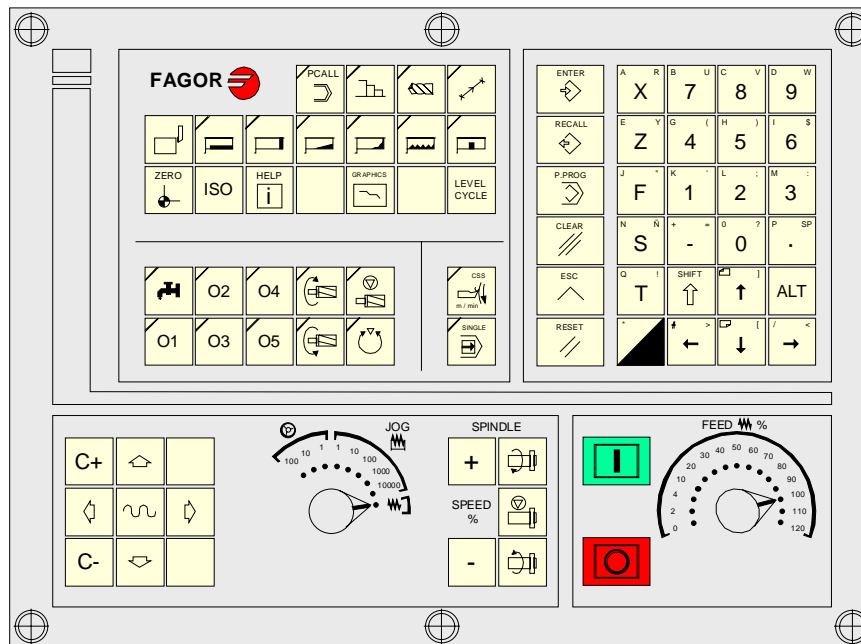 FAGOR
PCALL
ZERO
ISO
HELP
i
GRAPHICS
LEVEL
CYCLE
O2
O4
CSS
m / min
O1
O3
O5
SINGLE
ENTER
A R
X
B U
7
C V
8
D W
9
RECALL
E Y
Z
G (
4
H )
5
I $
6
P.PROG
J "
F
K '
1
L ;
2
M :
3
CLEAR
N Ñ
S
+ =
-
O ?
0
P SP
.
ESC
Q !
T
SHIFT
]
ALT
RESET
*
# >
[
/ <
C+
C-
JOG
100 10 1 1 10 100 1000 10000
SPINDLE
+
SPEED
%
-
FEED %
0 2 4 10 20 30 40 50 60 70 80 90 100 110 120